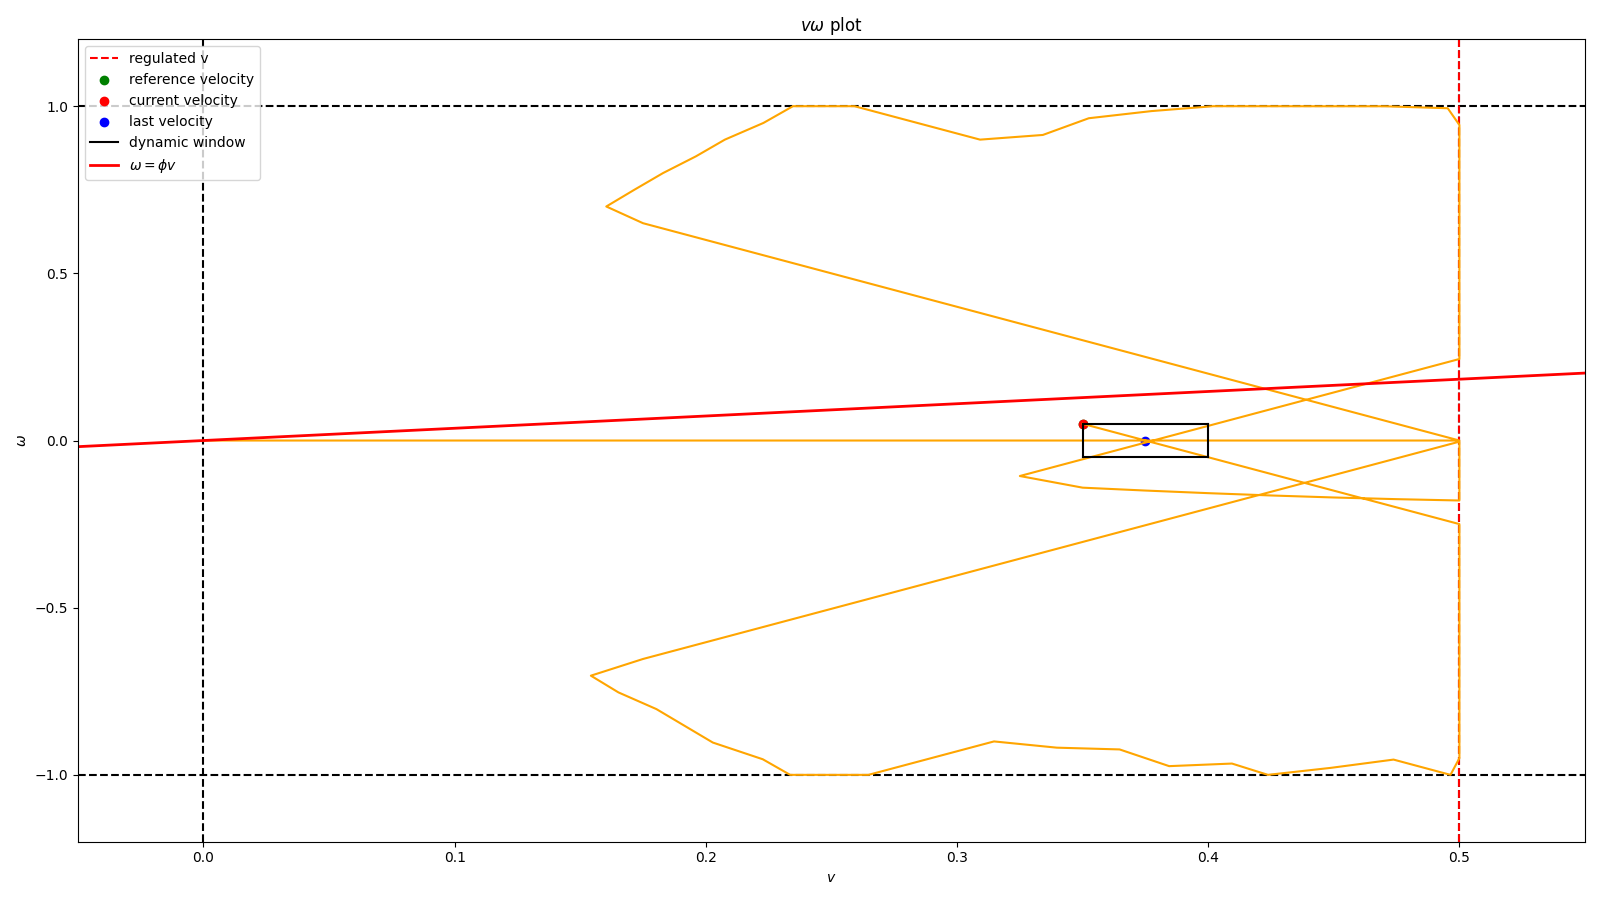 vω plot
regulated v
reference velocity
current velocity
last velocity
dynamic window
ω = ϕv
1.0
0.5
0.0
−0.5
−1.0
ω
0.0 0.1 0.2 0.3 0.4 0.5
v